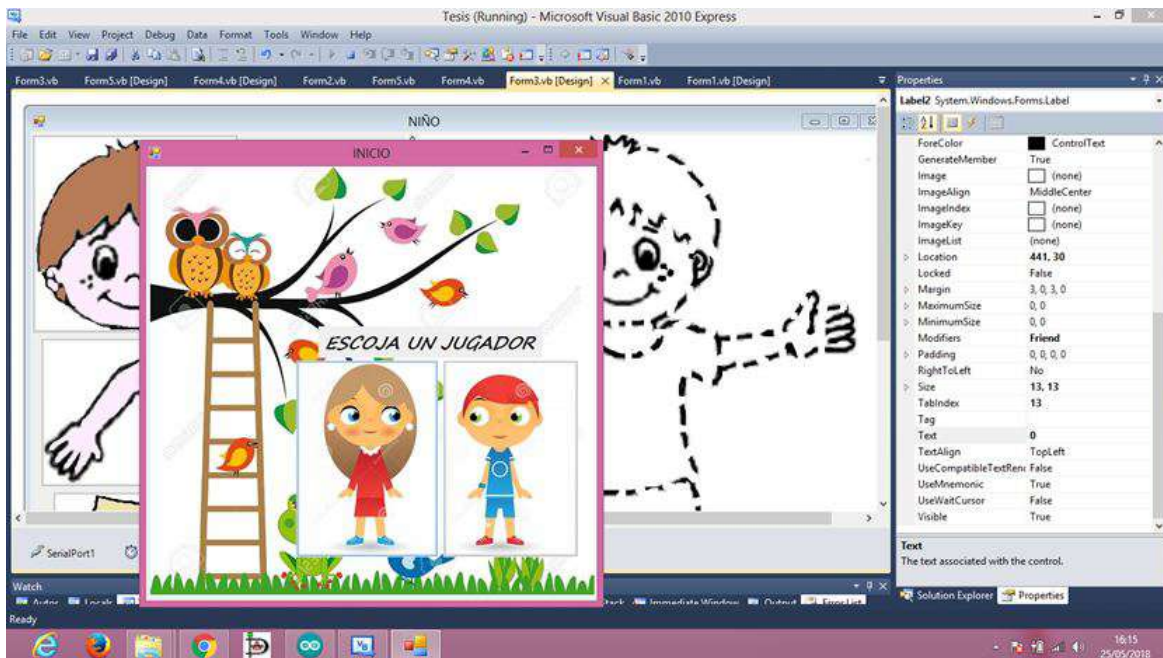 Tesis (Running) - Microsoft Visual Basic 2010 Express
File Edit View Project Debug Data Format Tools Window Help
Form3.vb Form5.vb [Design] Form4.vb [Design] Form2.vb Form5.vb Form4.vb Form3.vb [Design] Form1.vb Form1.vb [Design]
NIÑO
INICIO
ESCOJA UN JUGADOR
SerialPort1
Watch
Autos Locals
Immediate Window Output Error List
Ready
Properties
Label2 System.Windows.Forms.Label
ForeColor ControlText
GenerateMember True
Image (none)
ImageAlign MiddleCenter
ImageIndex (none)
ImageKey (none)
ImageList (none)
Location 441, 30
Locked False
Margin 3, 0, 3, 0
MaximumSize 0, 0
MinimumSize 0, 0
Modifiers Friend
Padding 0, 0, 0, 0
RightToLeft No
Size 13, 13
TabIndex 13
Tag
Text 0
TextAlign TopLeft
UseCompatibleTextRen False
UseMnemonic True
UseWaitCursor False
Visible True
Text
The text associated with the control.
Solution Explorer Properties
16:15
25/05/2018